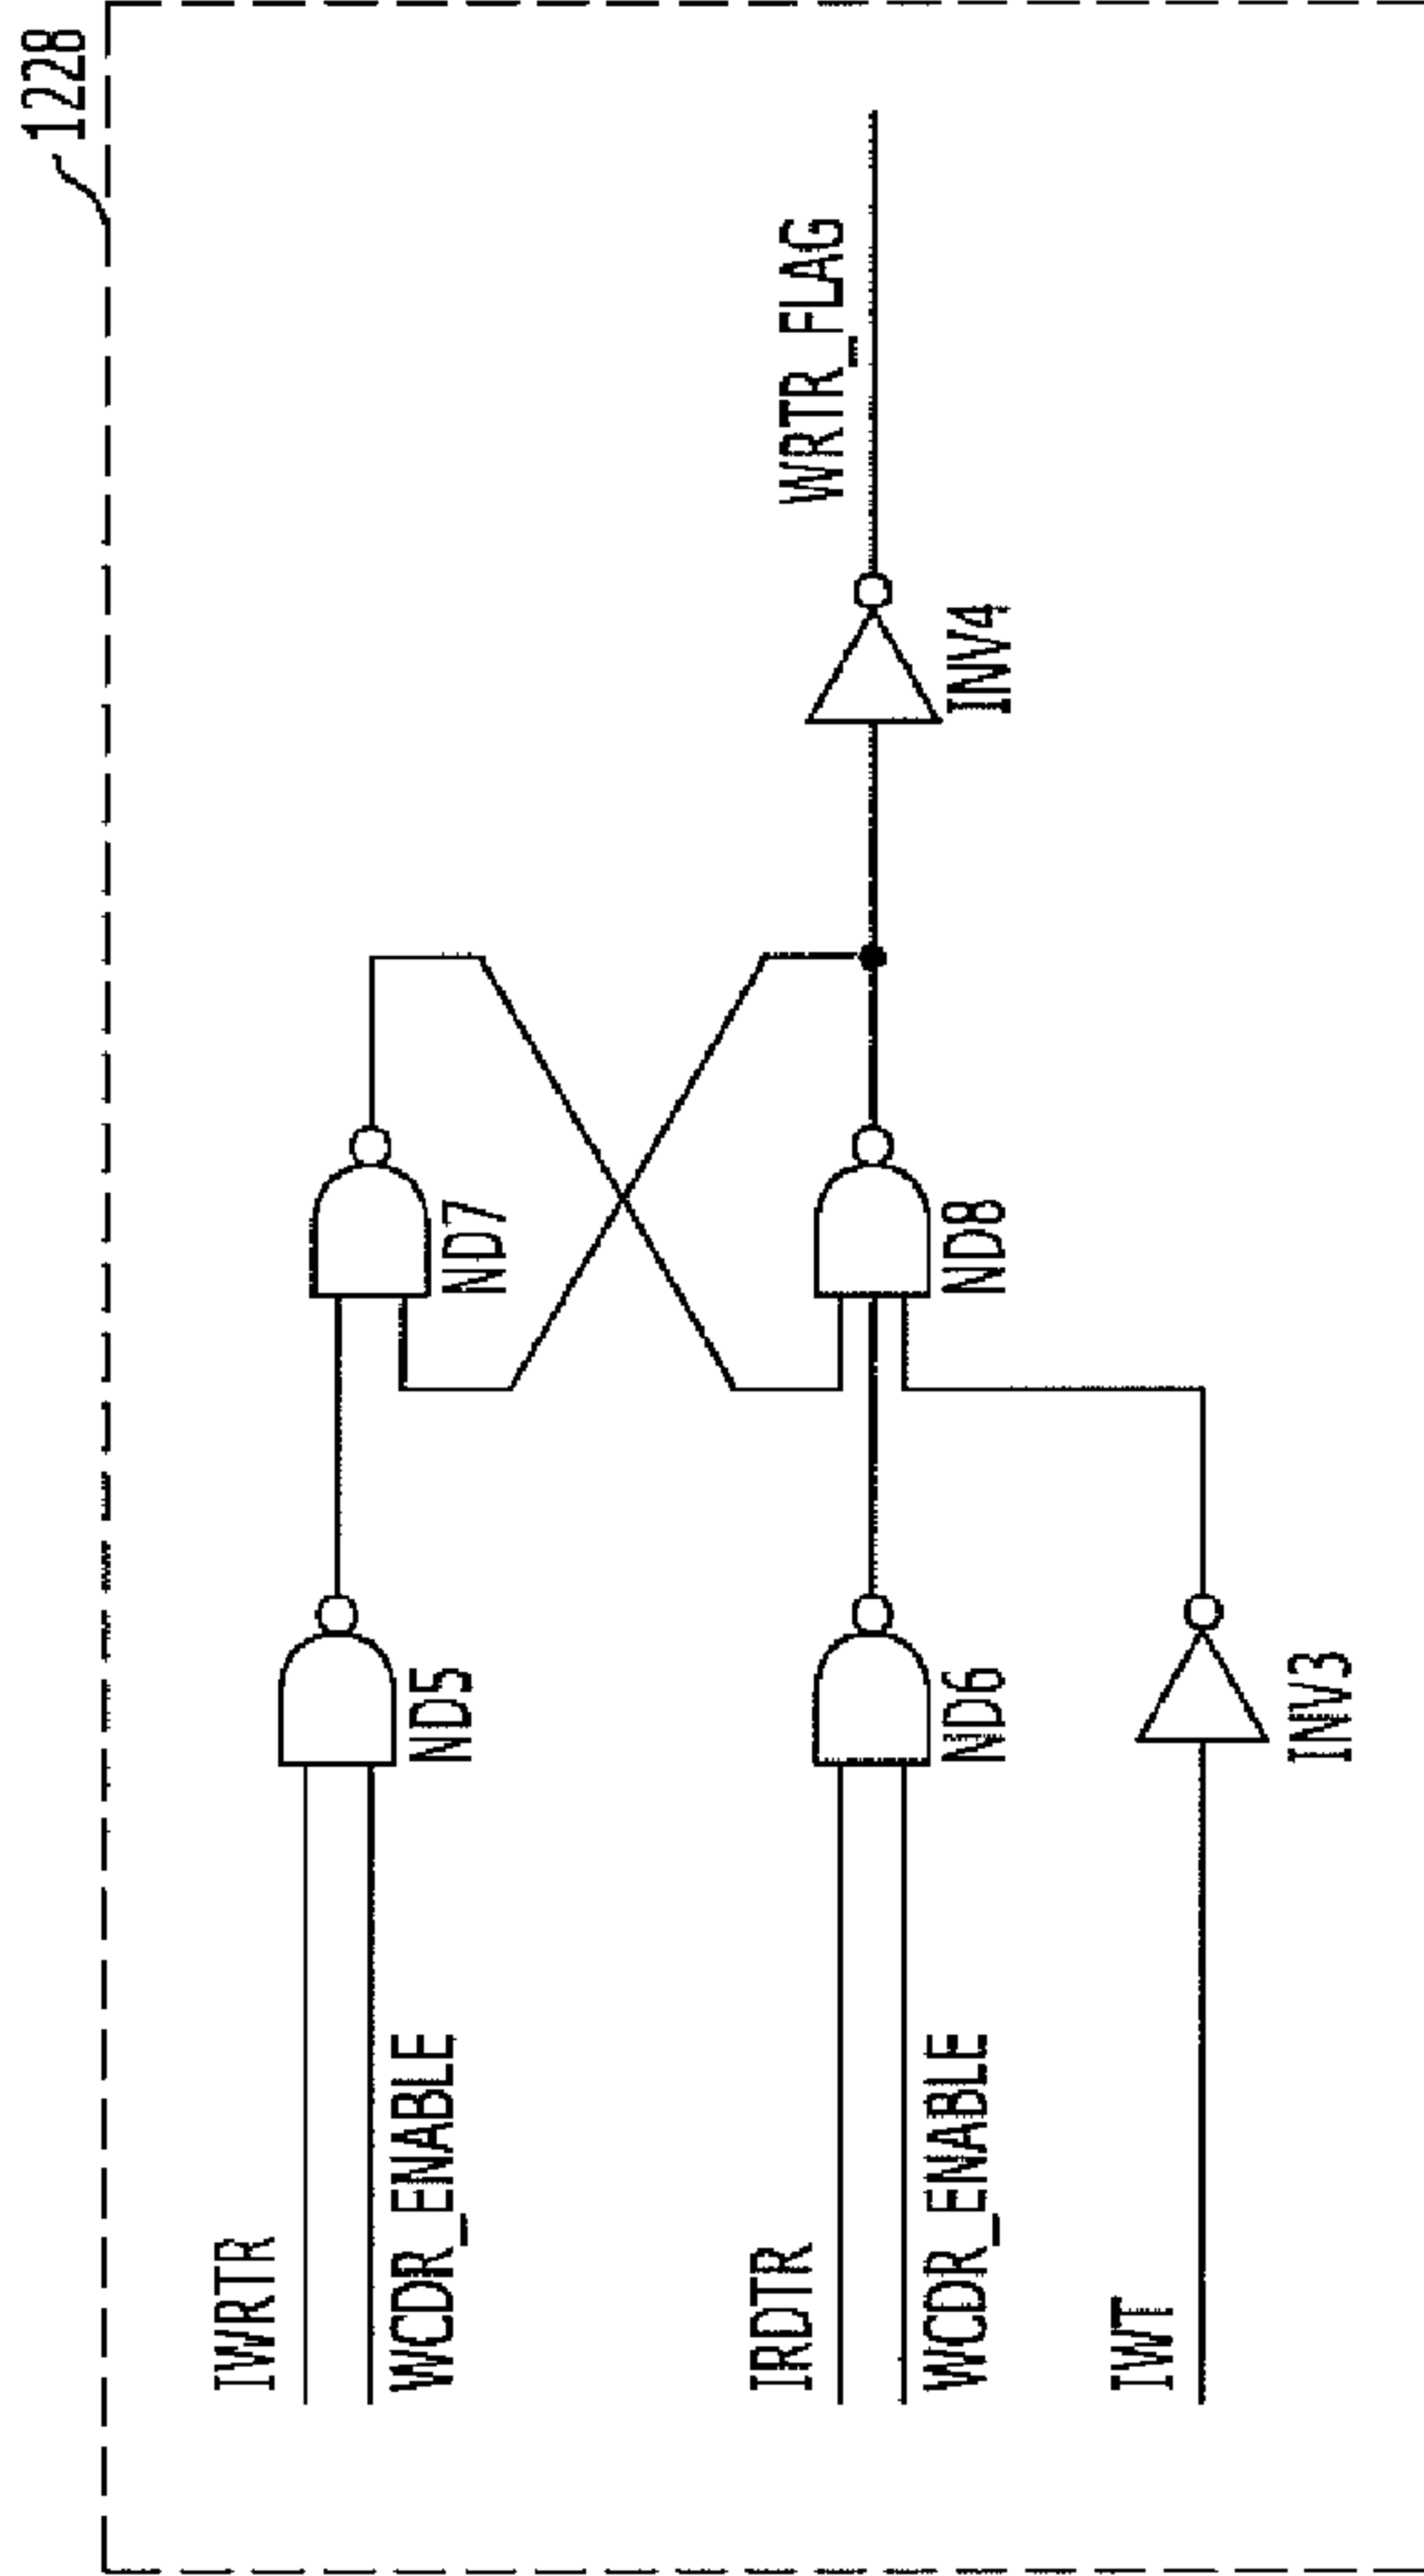 1228
IWRTR
WCDR_ENABLE
ND5
ND7
WRTR_FLAG
IRDTR
WCDR_ENABLE
ND6
ND8
INV4
IWT
INV3